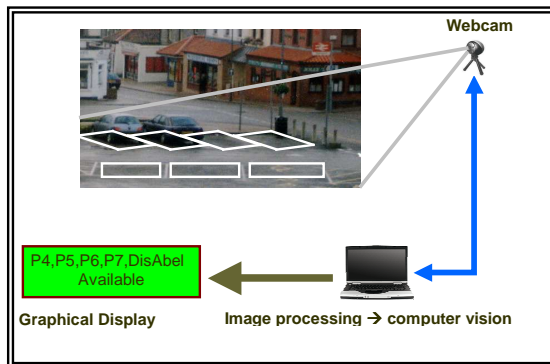 Webcam
P4,P5,P6,P7,DisAbel
Available
Graphical Display
Image processing → computer vision